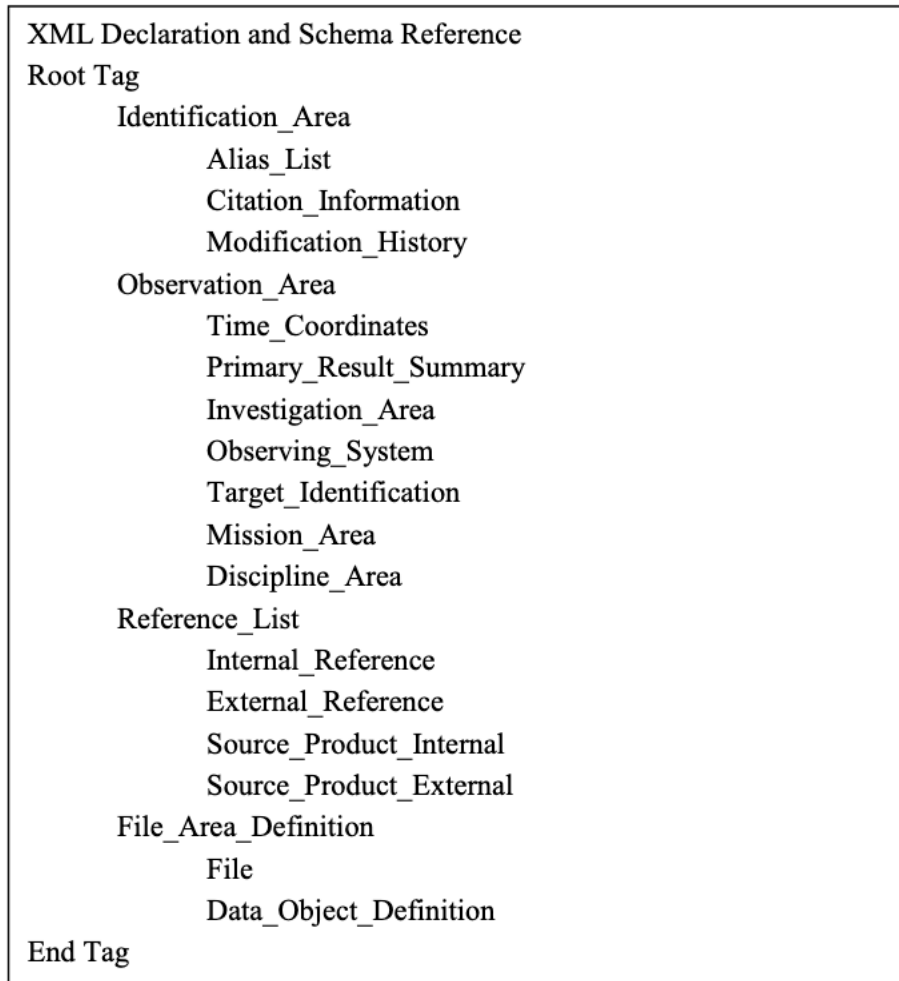 XML Declaration and Schema Reference
Root Tag
Identification_Area
Alias_List
Citation_Information
Modification_History
Observation_Area
Time_Coordinates
Primary_Result_Summary
Investigation_Area
Observing_System
Target_Identification
Mission_Area
Discipline_Area
Reference_List
Internal_Reference
External_Reference
Source_Product_Internal
Source_Product_External
File_Area_Definition
File
Data_Object_Definition
End Tag